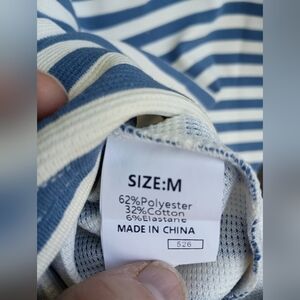 SIZE:M
62%Polyester
32%Cotton
6%Elastane
MADE IN CHINA
526